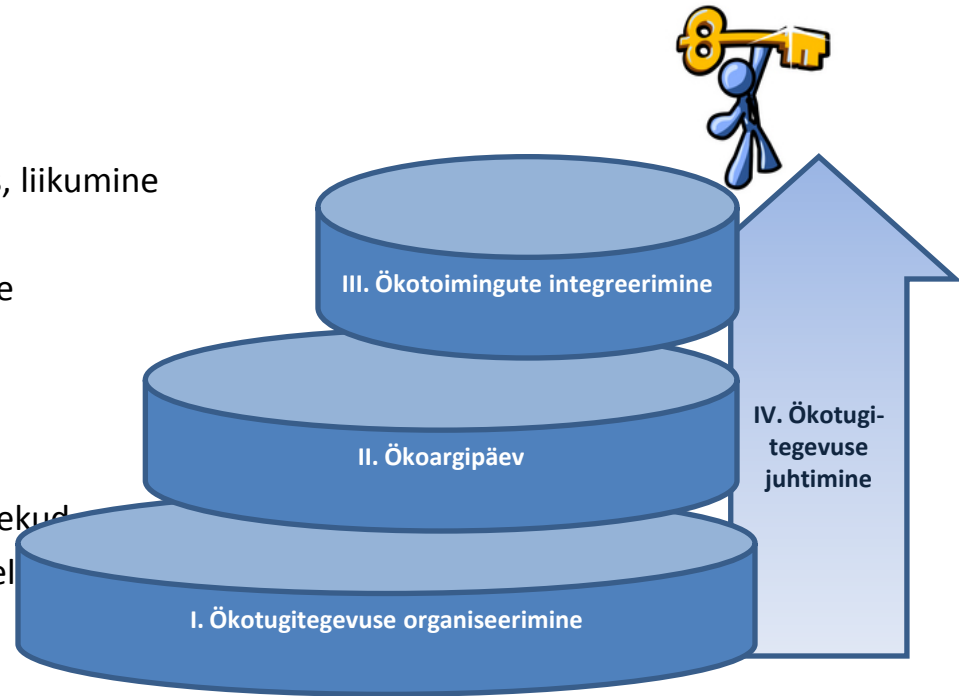 , liikumine
III. Ökotoimingute integreerimine
II. Ökoargipäev
I. Ökotugitegevuse organiseerimine
IV. Ökotugi-
tegevuse
juhtimine